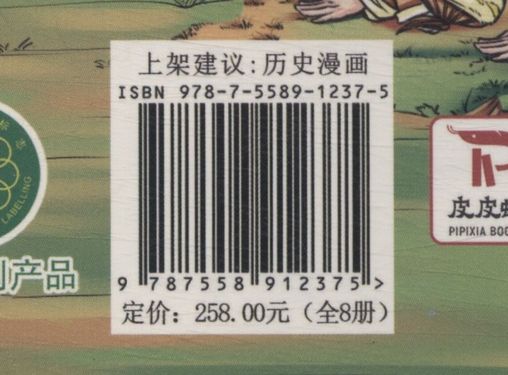 上架建议:历史漫画
ISBN 978-7-5589-1237-5
9 787558 912375 >
定价：258.00元（全8册）
LABELLING
产品
皮皮
PIPIXIA BOO